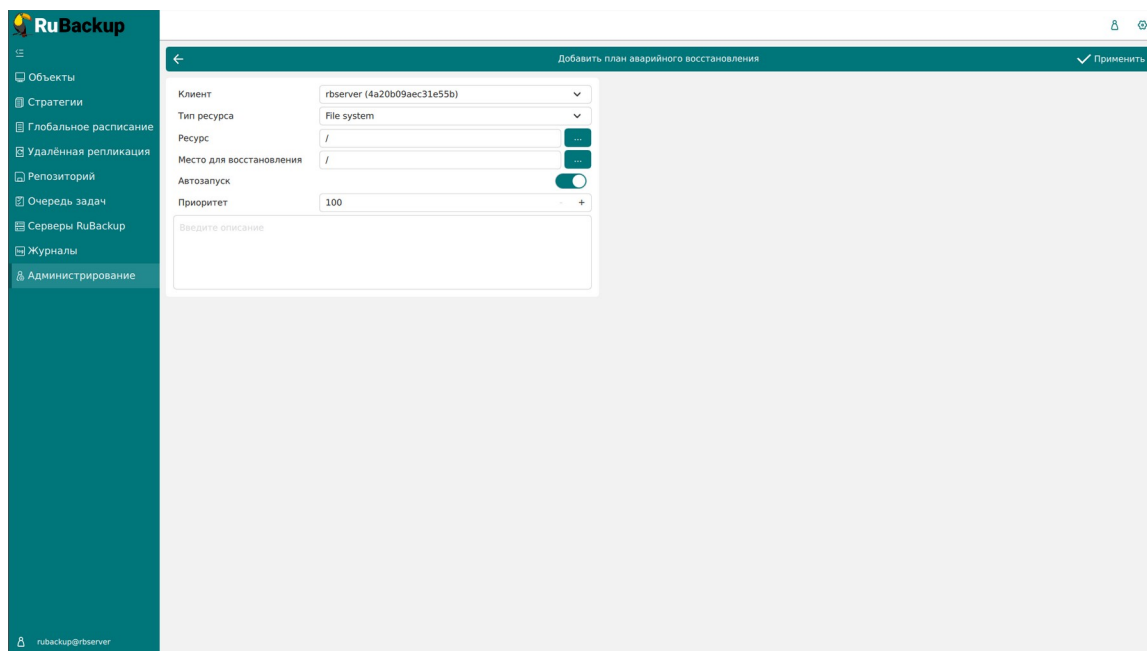 RuBackup
Добавить план аварийного восстановления
Применить
Объекты
Стратегии
Глобальное расписание
Удалённая репликация
Репозиторий
Очередь задач
Серверы RuBackup
Журналы
Администрирование
Клиент rbserver (4a20b09aec31e55b)
Тип ресурса File system
Ресурс / ...
Место для восстановления / ...
Автозапуск
Приоритет 100 - +
Введите описание
rubackup@rbserver